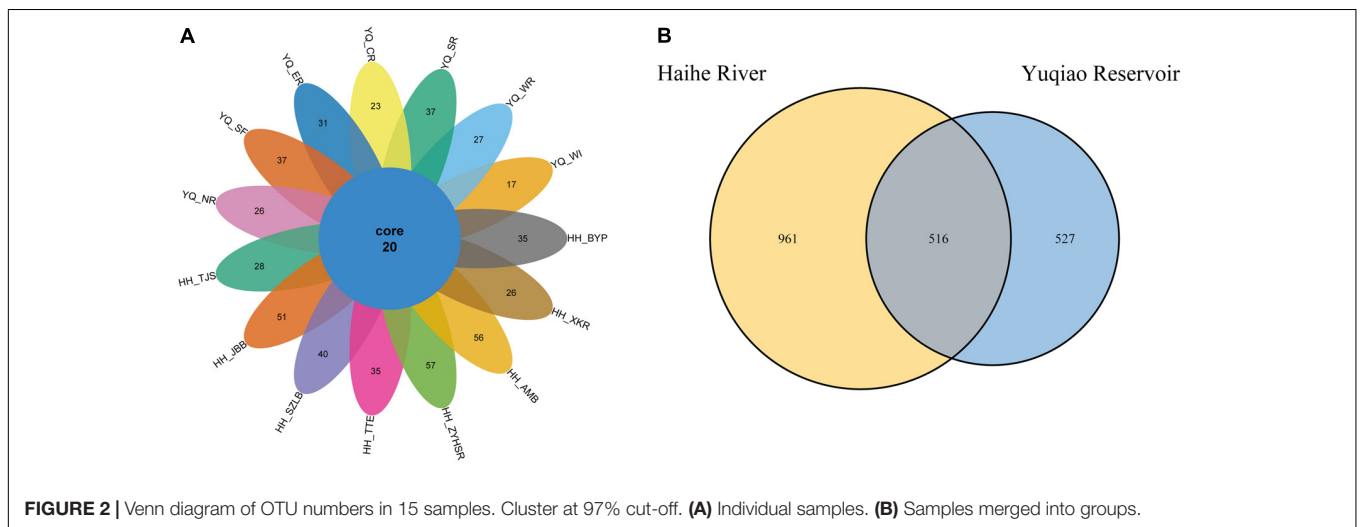 A
YQ_CR
23
YQ_SR
37
YQ_WR
27
YQ_WI
17
HH_BYP
35
HH_XKR
26
HH_AMB
56
HH_ZYHSR
57
HH_TTE
35
HH_SZLB
40
HH_JBB
51
HH_TJS
28
YQ_NR
26
YQ_SF
37
YQ_ER
31
core
20
B
Haihe River
Yuqiao Reservoir
961
516
527
FIGURE 2 | Venn diagram of OTU numbers in 15 samples. Cluster at 97% cut-off. (A) Individual samples. (B) Samples merged into groups.